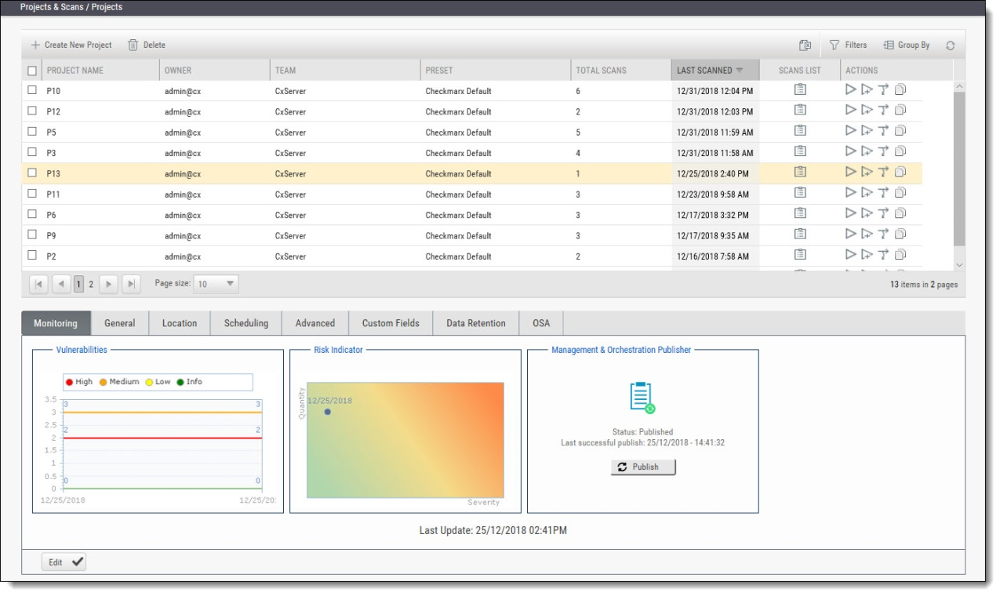 Projects & Scans / Projects
Create New Project Delete Filters Group By
PROJECT NAME OWNER TEAM PRESET TOTAL SCANS LAST SCANNED SCANS LIST ACTIONS
P10 admin@cx CxServer Checkmarx Default 6 12/31/2018 12:04 PM
P12 admin@cx CxServer Checkmarx Default 2 12/31/2018 12:03 PM
P5 admin@cx CxServer Checkmarx Default 5 12/31/2018 11:59 AM
P3 admin@cx CxServer Checkmarx Default 4 12/31/2018 11:58 AM
P13 admin@cx CxServer Checkmarx Default 1 12/25/2018 2:40 PM
P11 admin@cx CxServer Checkmarx Default 3 12/23/2018 9:58 AM
P6 admin@cx CxServer Checkmarx Default 3 12/17/2018 3:32 PM
P9 admin@cx CxServer Checkmarx Default 3 12/17/2018 9:35 AM
P2 admin@cx CxServer Checkmarx Default 2 12/16/2018 7:58 AM
1 2 Page size: 10 13 items in 2 pages
Monitoring General Location Scheduling Advanced Custom Fields Data Retention OSA
Vulnerabilities
High Medium Low Info
3.5
3
2.5
2
1.5
1
0.5
0
3 3
2 2
0 0
12/25/2018 12/25/20:
Risk Indicator
Quantity
12/25/2018
Severity
Management & Orchestration Publisher
Status: Published
Last successful publish: 25/12/2018 - 14:41:32
Publish
Last Update: 25/12/2018 02:41PM
Edit